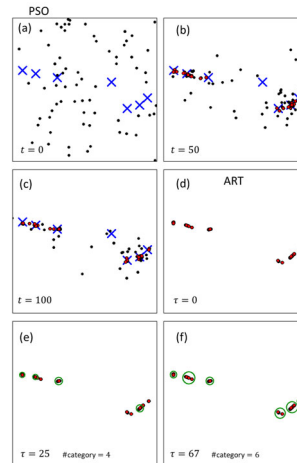 PSO
(a)
t = 0
(b)
t = 50
(c)
t = 100
ART
(d)
τ = 0
(e)
τ = 25 #category = 4
(f)
τ = 67 #category = 6